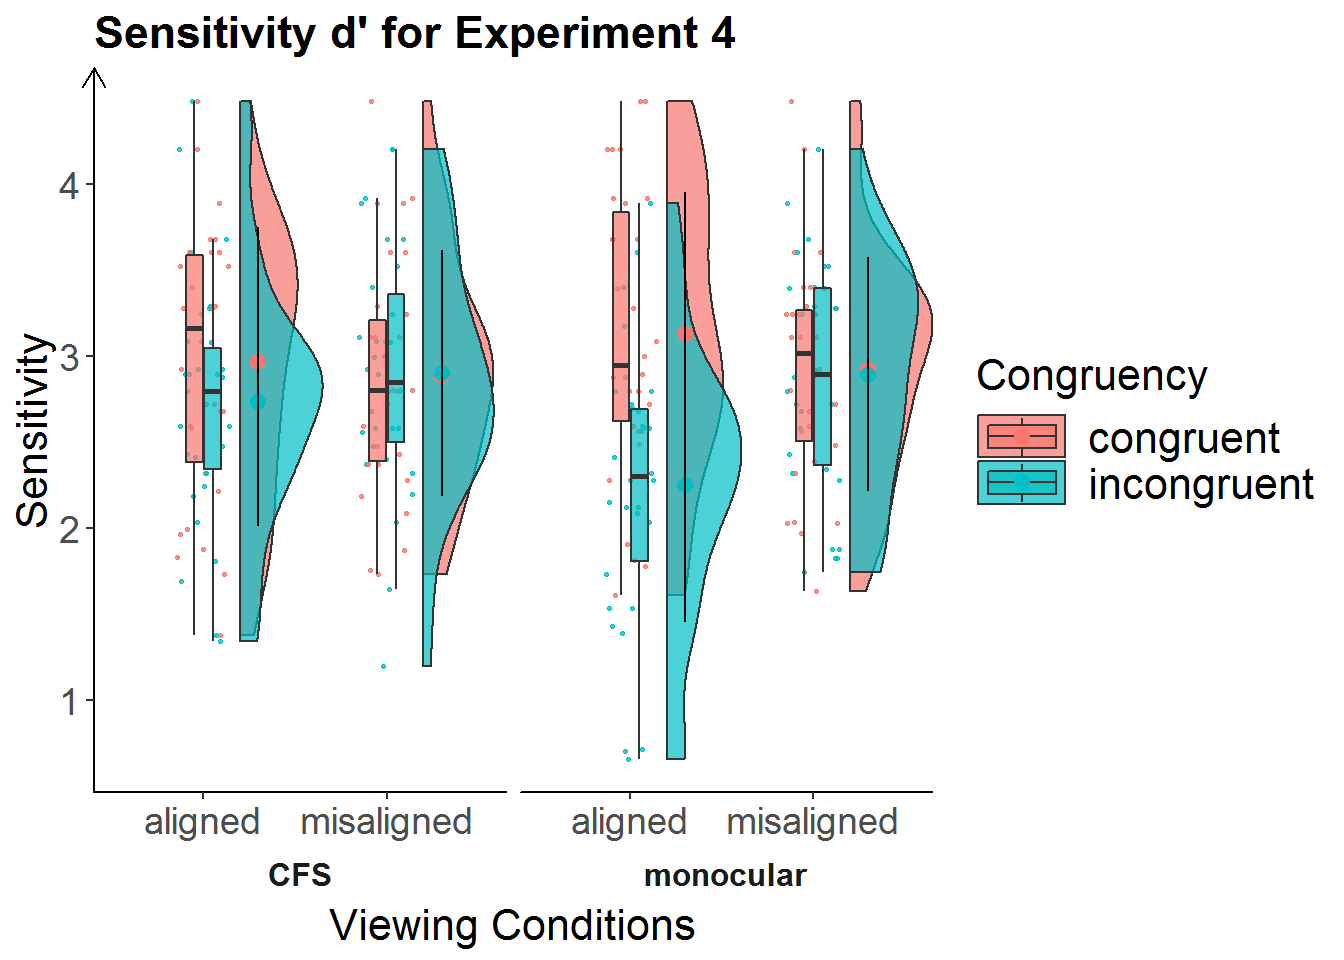 Sensitivity d' for Experiment 4
Sensitivity
4
3
2
1
aligned misaligned aligned misaligned
CFS monocular
Viewing Conditions
Congruency
congruent
incongruent